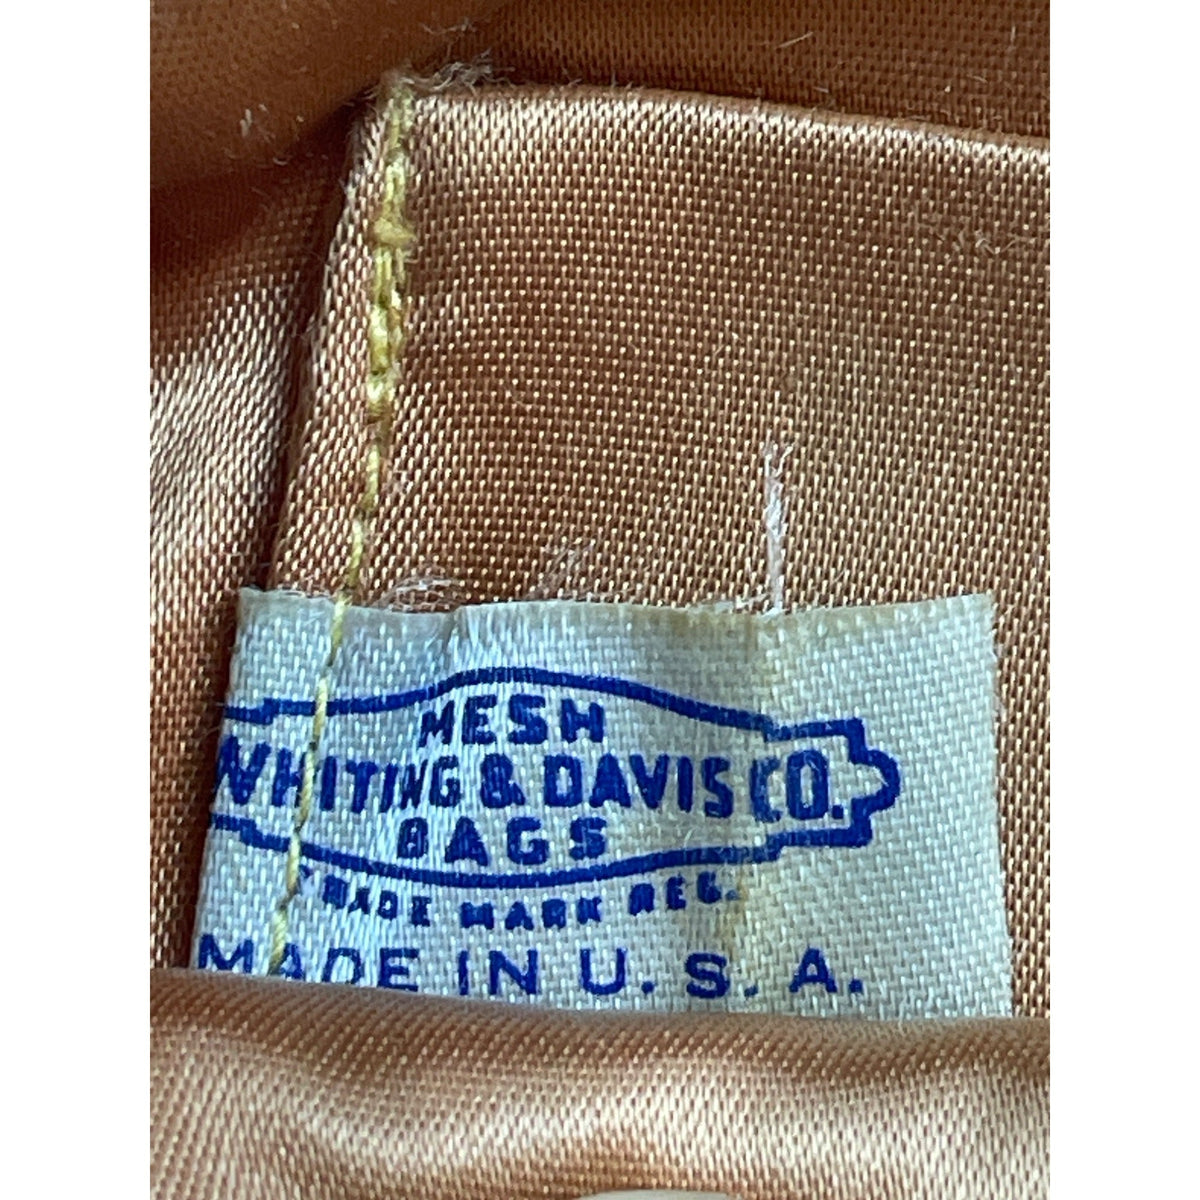 MESH
WHITING & DAVIS CO.
BAGS
TRADE MARK REG.
MADE IN U. S. A.